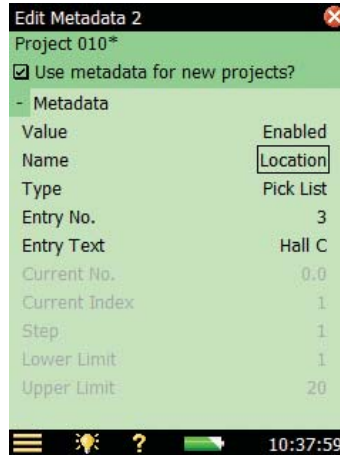 Edit Metadata 2
Project 010*
Use metadata for new projects?
- Metadata
Value Enabled
Name Location
Type Pick List
Entry No. 3
Entry Text Hall C
Current No. 0.0
Current Index 1
Step 1
Lower Limit 1
Upper Limit 20
? 10:37:59